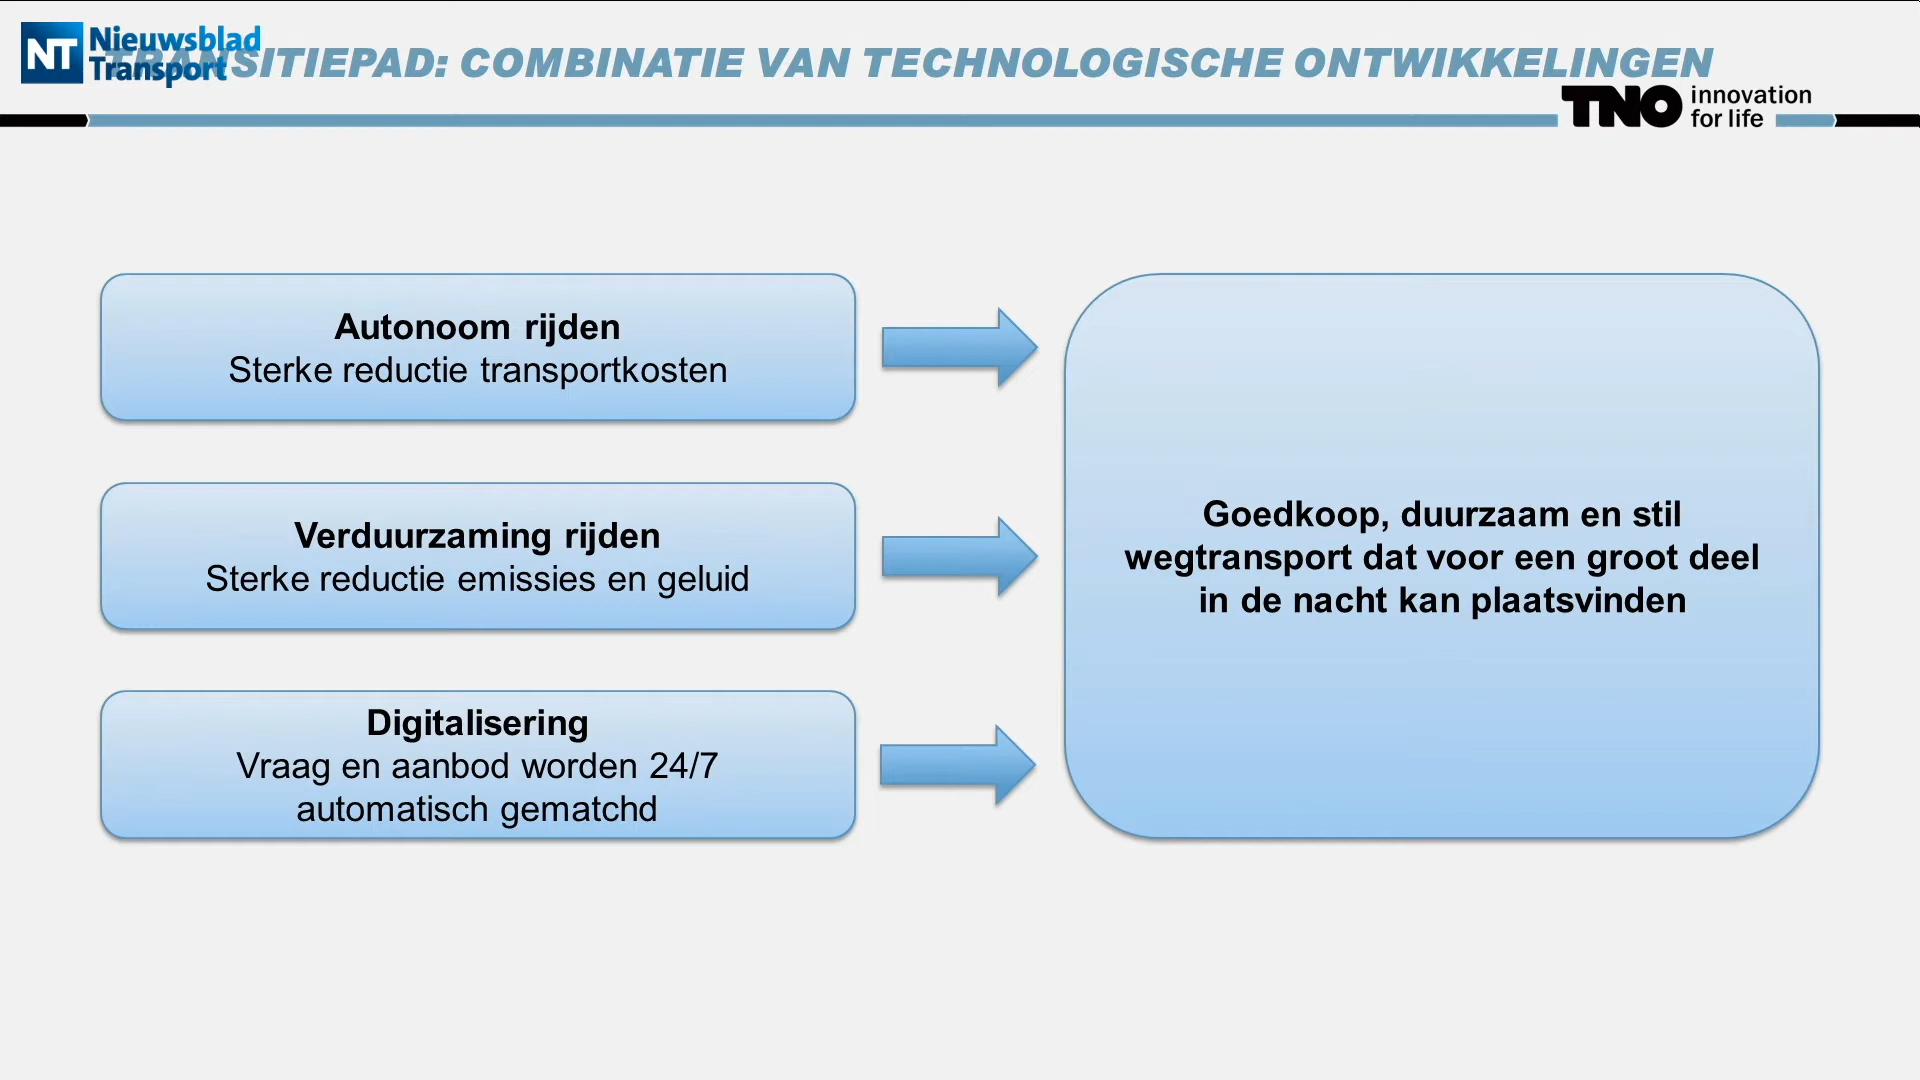 NT Nieuwsblad
Transport
TRANSITIEPAD: COMBINATIE VAN TECHNOLOGISCHE ONTWIKKELINGEN
TNO innovation
for life
Autonoom rijden
Sterke reductie transportkosten
Verduurzaming rijden
Sterke reductie emissies en geluid
Digitalisering
Vraag en aanbod worden 24/7
automatisch gematchd
Goedkoop, duurzaam en stil
wegtransport dat voor een groot deel
in de nacht kan plaatsvinden